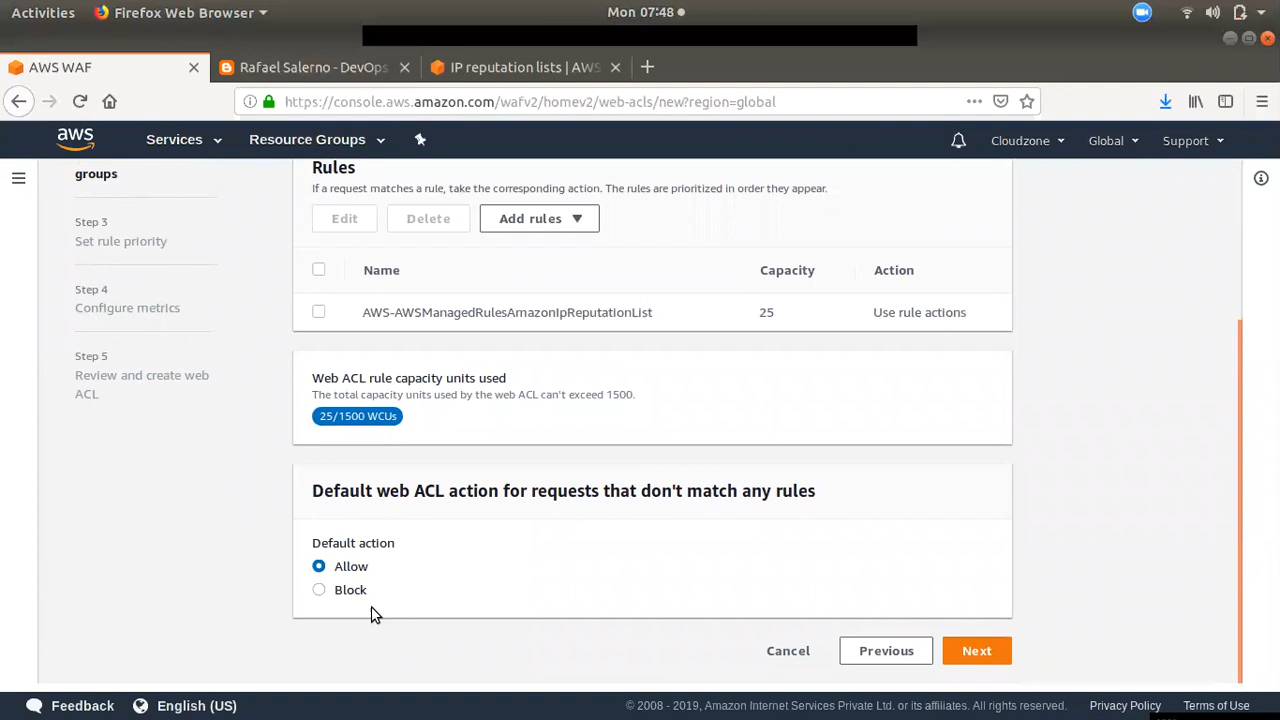 Activities
Firefox Web Browser
Mon 07:48
AWS WAF
Rafael Salerno - DevOps
IP reputation lists | AWS
https://console.aws.amazon.com/wafv2/homev2/web-acls/new?region=global
aws
Services
Resource Groups
Cloudzone
Global
Support
groups
Step 3
Set rule priority
Step 4
Configure metrics
Step 5
Review and create web
ACL
Rules
If a request matches a rule, take the corresponding action. The rules are prioritized in order they appear.
Edit
Delete
Add rules
Name
Capacity
Action
AWS-AWSManagedRulesAmazonIpReputationList
25
Use rule actions
Web ACL rule capacity units used
The total capacity units used by the web ACL can't exceed 1500.
25/1500 WCUs
Default web ACL action for requests that don't match any rules
Default action
Allow
Block
Cancel
Previous
Next
Feedback
English (US)
© 2008 - 2019, Amazon Internet Services Private Ltd. or its affiliates. All rights reserved.
Privacy Policy
Terms of Use